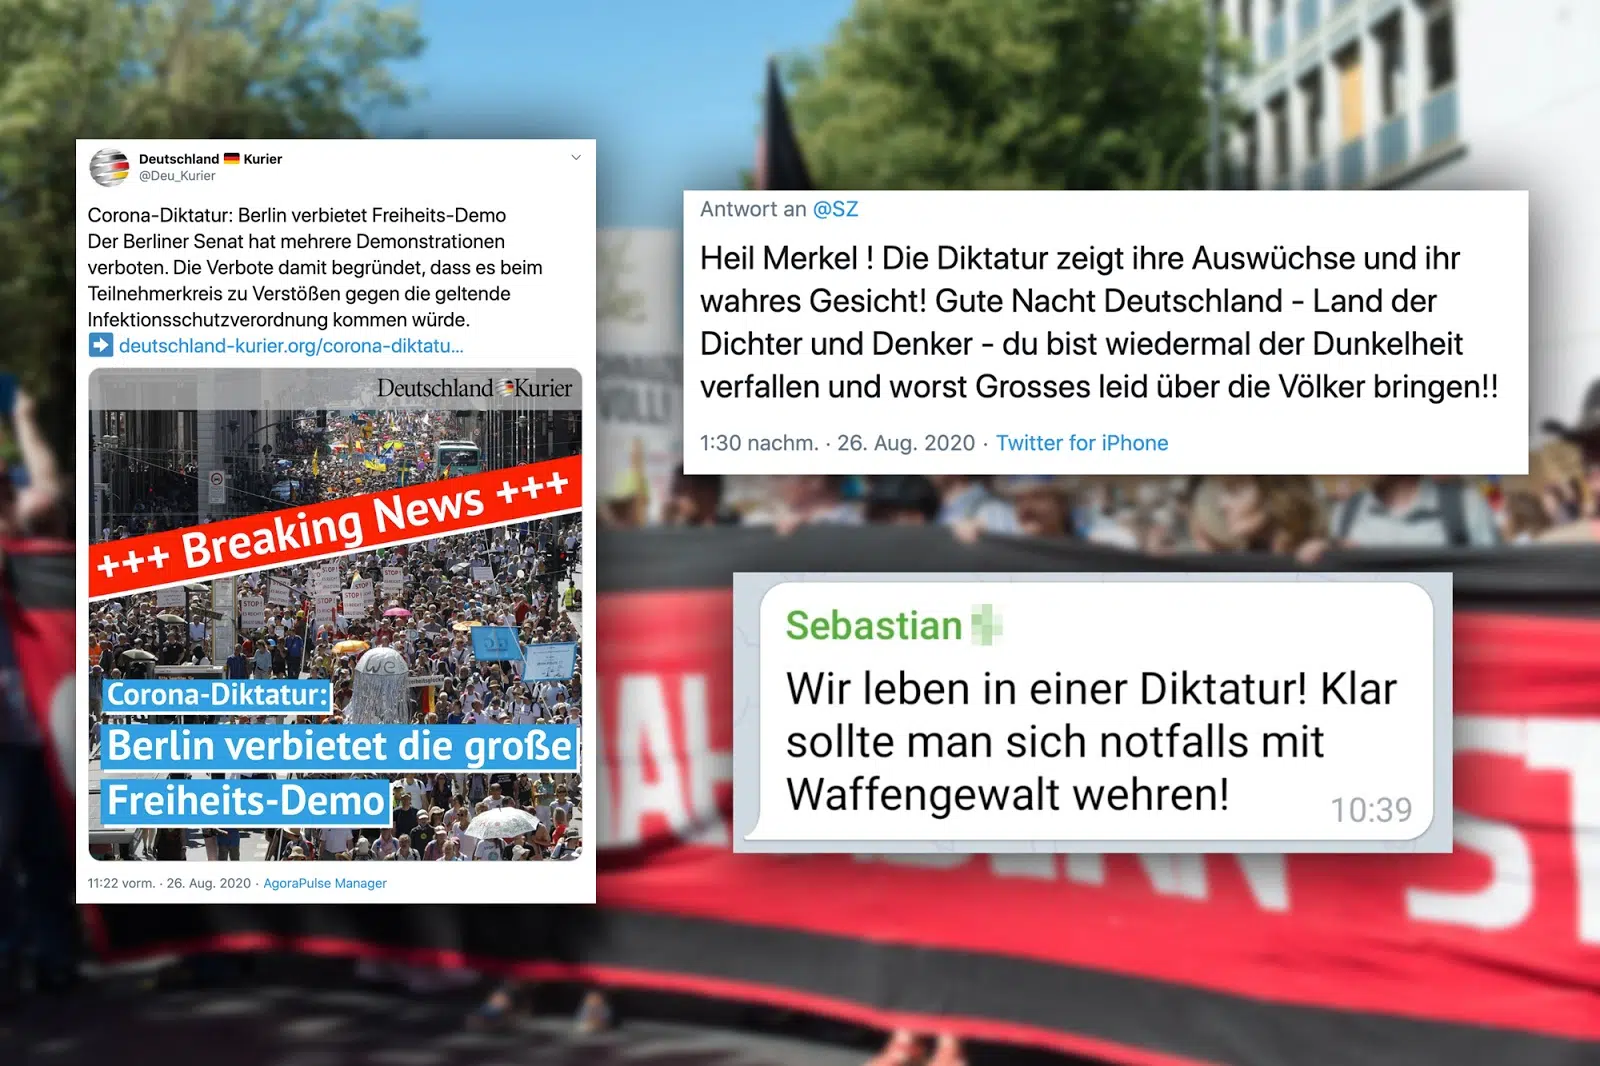 Deutschland 🇩🇪 Kurier
@Deu_Kurier
Corona-Diktatur: Berlin verbietet Freiheits-Demo
Der Berliner Senat hat mehrere Demonstrationen
verboten. Die Verbote damit begründet, dass es beim
Teilnehmerkreis zu Verstößen gegen die geltende
Infektionsschutzverordnung kommen würde.
➡ deutschland-kurier.org/corona-diktatu...
Deutschland Kurier
+++ Breaking News +++
STOP!
STOP!
STOP!
STOP!
STOP!
we
Corona-Diktatur:
Berlin verbietet die große
Freiheits-Demo
11:22 vorm. · 26. Aug. 2020 · AgoraPulse Manager
Antwort an @SZ
Heil Merkel ! Die Diktatur zeigt ihre Auswüchse und ihr
wahres Gesicht! Gute Nacht Deutschland - Land der
Dichter und Denker - du bist wiedermal der Dunkelheit
verfallen und worst Grosses leid über die Völker bringen!!
1:30 nachm. · 26. Aug. 2020 · Twitter for iPhone
Sebastian
Wir leben in einer Diktatur! Klar
sollte man sich notfalls mit
Waffengewalt wehren!
10:39